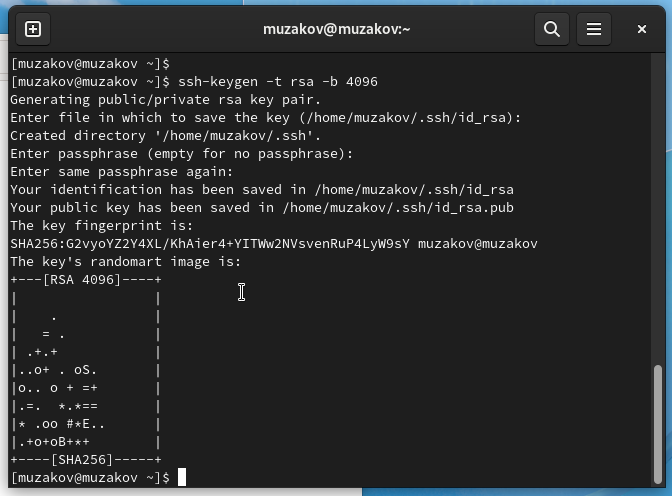 muzakov@muzakov:~
[muzakov@muzakov ~]$
[muzakov@muzakov ~]$ ssh-keygen -t rsa -b 4096
Generating public/private rsa key pair.
Enter file in which to save the key (/home/muzakov/.ssh/id_rsa):
Created directory '/home/muzakov/.ssh'.
Enter passphrase (empty for no passphrase):
Enter same passphrase again:
Your identification has been saved in /home/muzakov/.ssh/id_rsa
Your public key has been saved in /home/muzakov/.ssh/id_rsa.pub
The key fingerprint is:
SHA256:G2vyoYZ2Y4XL/KhAier4+YITWw2NVsvenRuP4LyW9sY muzakov@muzakov
The key's randomart image is:
+---[RSA 4096]----+
|                 |
|    .            |
|   = .           |
| .+.+            |
|..o+ . oS.       |
|o.. o + =+       |
|.=.  *.*==       |
|* .oo #*E..      |
|.+o+oB+*+        |
+----[SHA256]-----+
[muzakov@muzakov ~]$